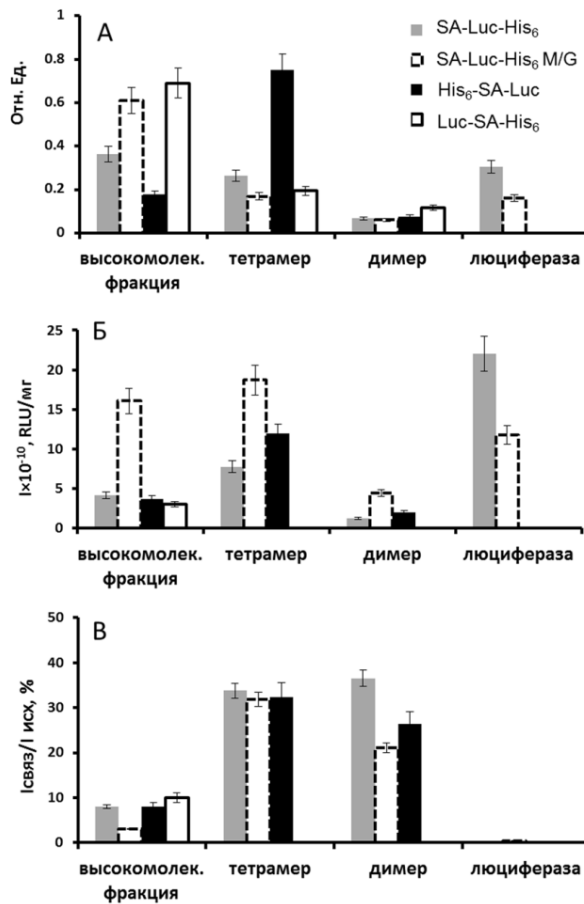 А
Отн. Ед.
1
0.8
0.6
0.4
0.2
0
SA-Luc-His₆
SA-Luc-His₆ M/G
His₆-SA-Luc
Luc-SA-His₆
высокомолек. фракция
тетрамер
димер
люцифераза
Б
I×10⁻¹⁰, RLU/мг
25
20
15
10
5
0
высокомолек. фракция
тетрамер
димер
люцифераза
В
Iсвяз/I исх, %
50
40
30
20
10
0
высокомолек. фракция
тетрамер
димер
люцифераза